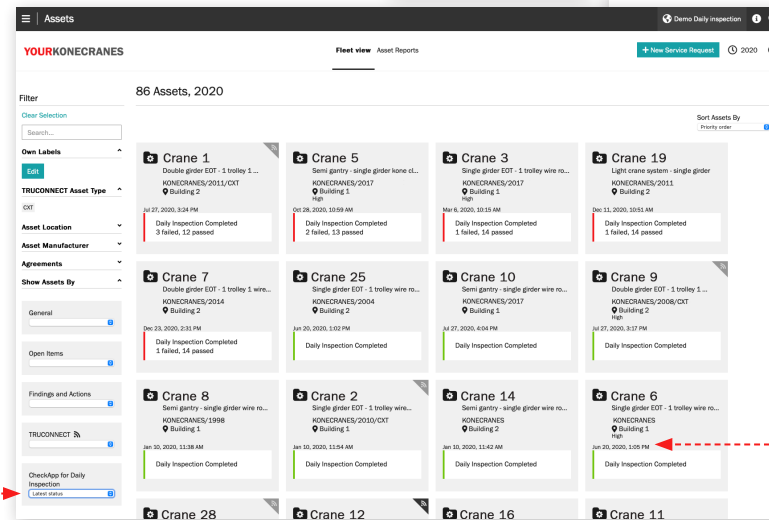 Assets
Demo Daily inspection
YOURKONECRANES
Fleet view Asset Reports
+ New Service Request
2020
Filter
Clear Selection
Search...
Own Labels
Edit
TRUCONNECT Asset Type
CXT
Asset Location
Asset Manufacturer
Agreements
Show Assets By
General
Open Items
Findings and Actions
TRUCONNECT
CheckApp for Daily
Inspection
Latest status
86 Assets, 2020
Sort Assets By
Priority order
Crane 1
Double girder EOT - 1 trolley 1 ...
KONECRANES/2011/CXT
Building 2
Jul 27, 2020, 3:24 PM
Daily Inspection Completed
3 failed, 12 passed
Crane 5
Semi gantry - single girder kone cl...
KONECRANES/2017
Building 1
High
Oct 28, 2020, 10:59 AM
Daily Inspection Completed
2 failed, 13 passed
Crane 3
Single girder EOT - 1 trolley wire ro...
KONECRANES/2017
Building 2
High
Mar 6, 2020, 10:15 AM
Daily Inspection Completed
1 failed, 14 passed
Crane 19
Light crane system - single girder
KONECRANES/2011
Building 2
Dec 11, 2020, 10:51 AM
Daily Inspection Completed
1 failed, 14 passed
Crane 7
Double girder EOT - 1 trolley 1 wire...
KONECRANES/2014
Building 2
Dec 23, 2020, 2:31 PM
Daily Inspection Completed
1 failed, 14 passed
Crane 25
Single girder EOT - 1 trolley wire ro...
KONECRANES/2004
Building 2
Jun 20, 2020, 1:02 PM
Daily Inspection Completed
Crane 10
Semi gantry - single girder wire ro...
KONECRANES/2017
Building 1
Jul 27, 2020, 4:04 PM
Daily Inspection Completed
Crane 9
Double girder EOT - 1 trolley 1 ...
KONECRANES/2008/CXT
Building 2
High
Jul 27, 2020, 3:17 PM
Daily Inspection Completed
Crane 8
Semi gantry - single girder wire ro...
KONECRANES/1998
Building 1
Jan 10, 2020, 11:38 AM
Daily Inspection Completed
Crane 2
Single girder EOT - 1 trolley wire...
KONECRANES/2010/CXT
Building 1
Jan 10, 2020, 11:54 AM
Daily Inspection Completed
Crane 14
Semi gantry - single girder wire ro...
KONECRANES
Building 2
Jan 10, 2020, 11:42 AM
Daily Inspection Completed
Crane 6
Single girder EOT - 1 trolley wire ro...
KONECRANES
Building 1
High
Jun 20, 2020, 1:05 PM
Daily Inspection Completed
Crane 28
Crane 12
Crane 16
Crane 11